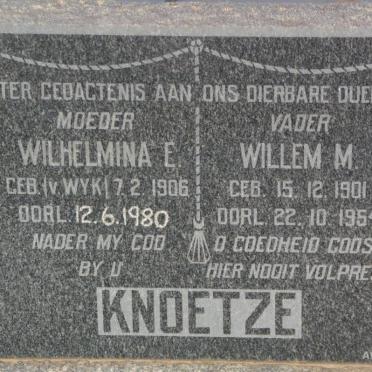 TER GEDACTENIS AAN ONS DIERBARE OUE
MOEDER
WILHELMINA E.
GEB. (v. WYK) 7. 2. 1906
OORL. 12.6.1980
NADER MY GOD
BY U
VADER
WILLEM M.
GEB. 15. 12. 1901
OORL. 22. 10. 195
O GOEDHEID GODS
HIER NOOIT VOLPRE
KNOETZE